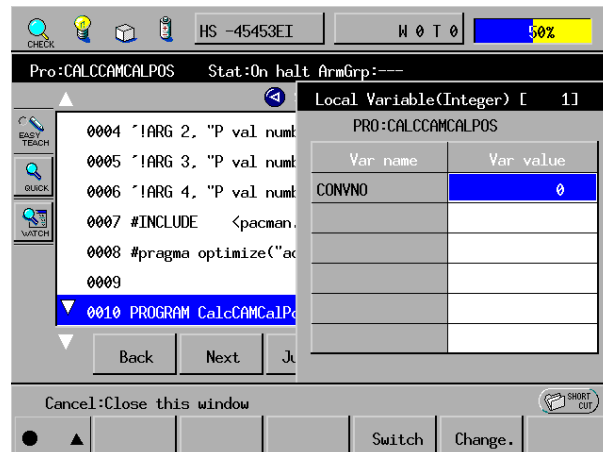 CHECK
HS -45453EI
W 0 T 0
50%
Pro:CALCCAMCALPOS Stat:On halt ArmGrp:---
EASY
TEACH
QUICK
WATCH
0004 ´!ARG 2, "P val numb
0005 ´!ARG 3, "P val numb
0006 ´!ARG 4, "P val numb
0007 #INCLUDE <pacman.
0008 #pragma optimize("
0009
0010 PROGRAM CalcCAMCalPo
Back Next
Local Variable(Integer) [ 1]
PRO:CALCCAMCALPOS
Var name Var value
CONVNO 0
Cancel:Close this window
SHORT
CUT
Switch Change.